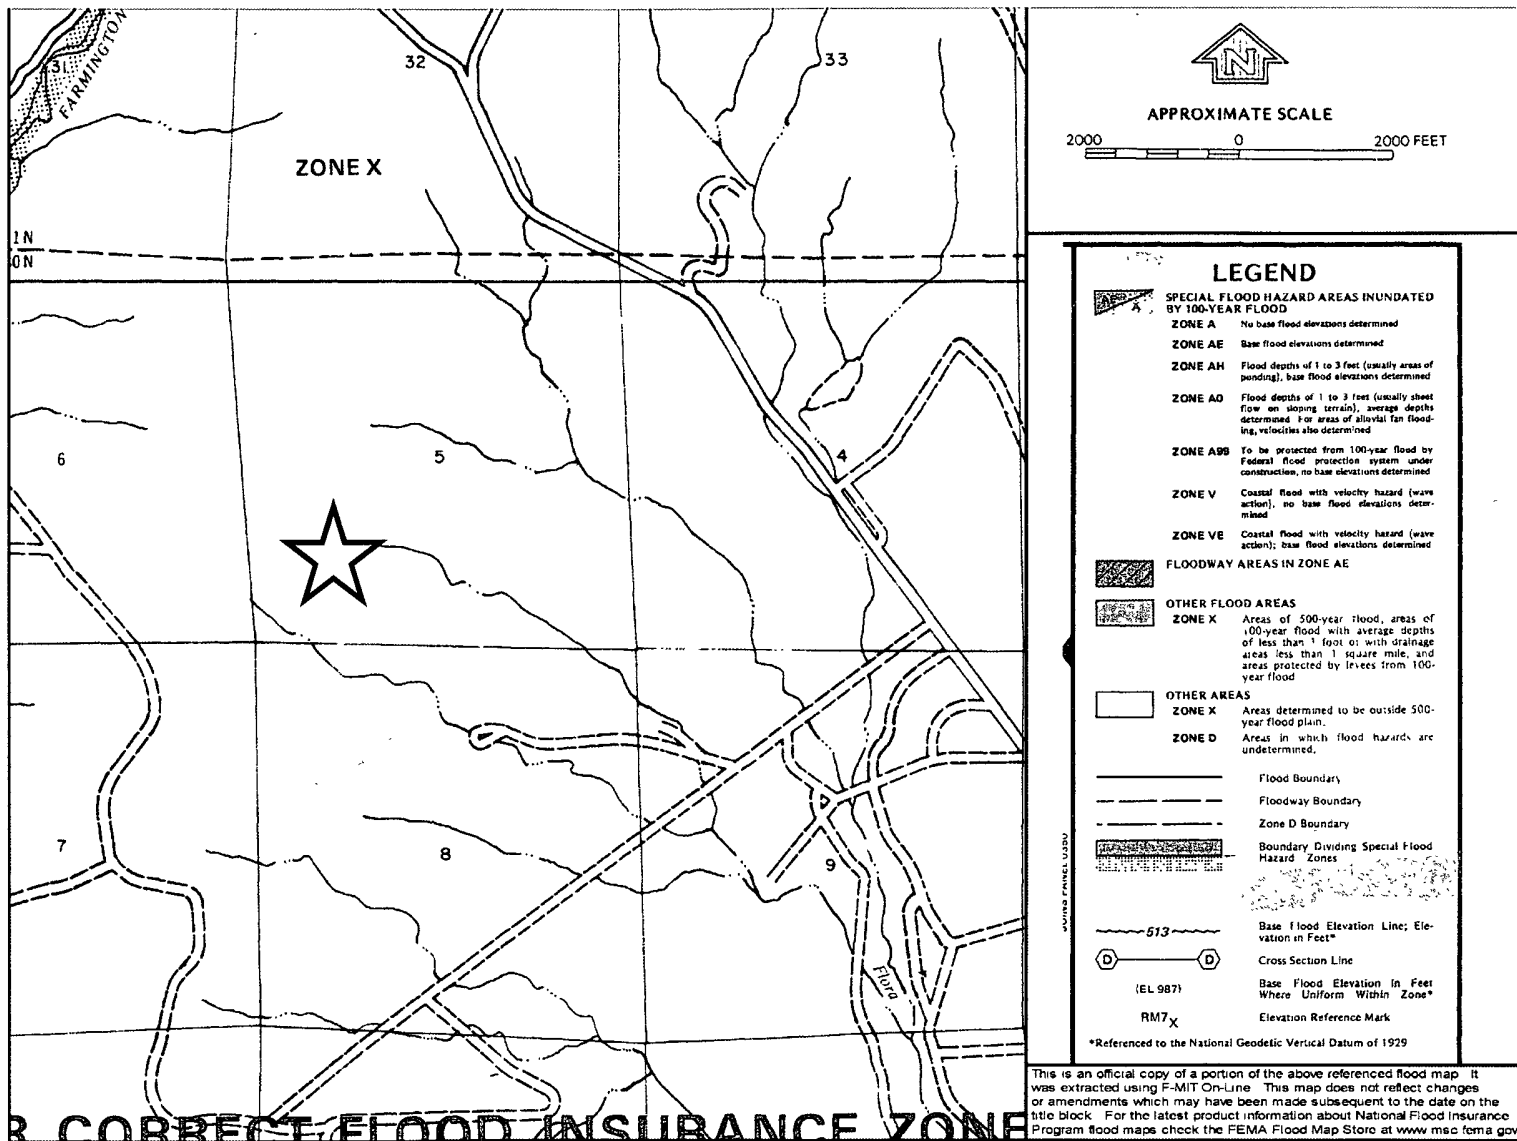 31
FARMINGTON
32
33
ZONE X
1N
0N
6
5
4
7
8
9
Flora
R CORRECT FLOOD INSURANCE ZONE
N
APPROXIMATE SCALE
2000 0 2000 FEET
LEGEND
A
SPECIAL FLOOD HAZARD AREAS INUNDATED
BY 100-YEAR FLOOD
ZONE A No base flood elevations determined
ZONE AE Base flood elevations determined
ZONE AH Flood depths of 1 to 3 feet (usually areas of
ponding), base flood elevations determined
ZONE AO Flood depths of 1 to 3 feet (usually sheet
flow on sloping terrain), average depths
determined For areas of alluvial fan flood-
ing, velocities also determined
ZONE A99 To be protected from 100-year flood by
Federal flood protection system under
construction, no base elevations determined
ZONE V Coastal flood with velocity hazard (wave
action), no base flood elevations deter-
mined
ZONE VE Coastal flood with velocity hazard (wave
action); base flood elevations determined
FLOODWAY AREAS IN ZONE AE
OTHER FLOOD AREAS
ZONE X Areas of 500-year flood, areas of
100-year flood with average depths
of less than 1 foot or with drainage
areas less than 1 square mile, and
areas protected by levees from 100-
year flood
OTHER AREAS
ZONE X Areas determined to be outside 500-
year flood plain.
ZONE D Areas in which flood hazards are
undetermined.
Flood Boundary
Floodway Boundary
Zone D Boundary
Boundary Dividing Special Flood
Hazard Zones
513 Base Flood Elevation Line; Ele-
vation in Feet*
D D Cross Section Line
(EL 987) Base Flood Elevation In Feet
Where Uniform Within Zone*
RM7X Elevation Reference Mark
*Referenced to the National Geodetic Vertical Datum of 1929
JOINS PANEL 0350
This is an official copy of a portion of the above referenced flood map It
was extracted using F-MIT On-Line This map does not reflect changes
or amendments which may have been made subsequent to the date on the
title block For the latest product information about National Flood Insurance
Program flood maps check the FEMA Flood Map Store at www msc fema gov